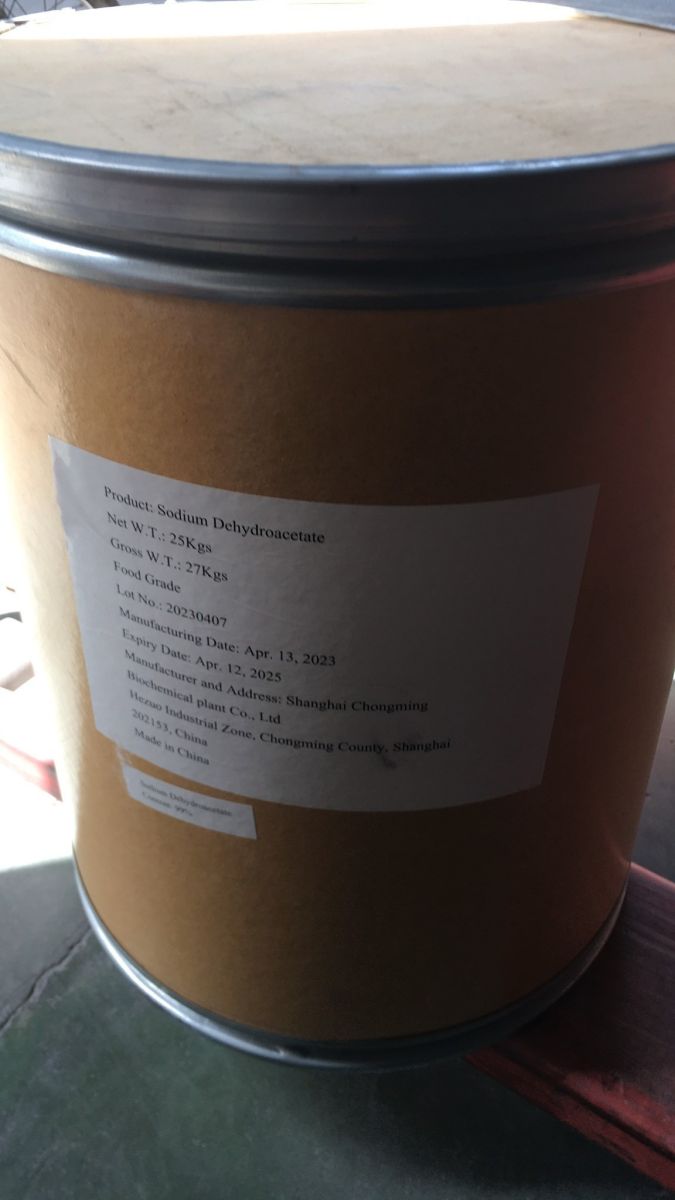 Product: Sodium Dehydroacetate
Net W.T.: 25Kgs
Gross W.T.: 27Kgs
Food Grade
Lot No.: 20230407
Manufacturing Date: Apr. 13, 2023
Expiry Date: Apr. 12, 2025
Manufacturer and Address: Shanghai Chongming
Biochemical plant Co., Ltd
Hezuo Industrial Zone, Chongming County, Shanghai
202153, China
Made in China
Sodium Dehydroacetate
Content: 99%